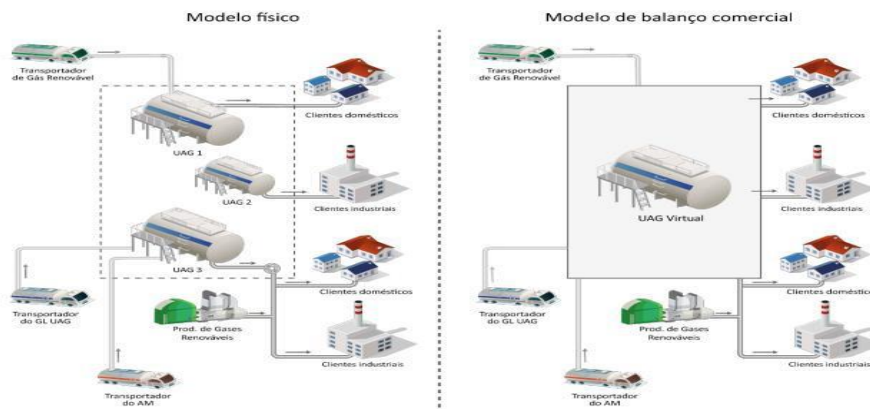 Modelo físico
Transportador
de Gás Renovável
Clientes domésticos
UAG 1
UAG 2
Clientes industriais
UAG 3
Clientes domésticos
Transportador
do GL UAG
Prod. de Gases
Renováveis
Clientes industriais
Transportador
do AM
Modelo de balanço comercial
Transportador
de Gás Renovável
Clientes domésticos
UAG Virtual
Clientes industriais
Clientes domésticos
Transportador
do GL UAG
Prod. de Gases
Renováveis
Clientes industriais
Transportador
do AM